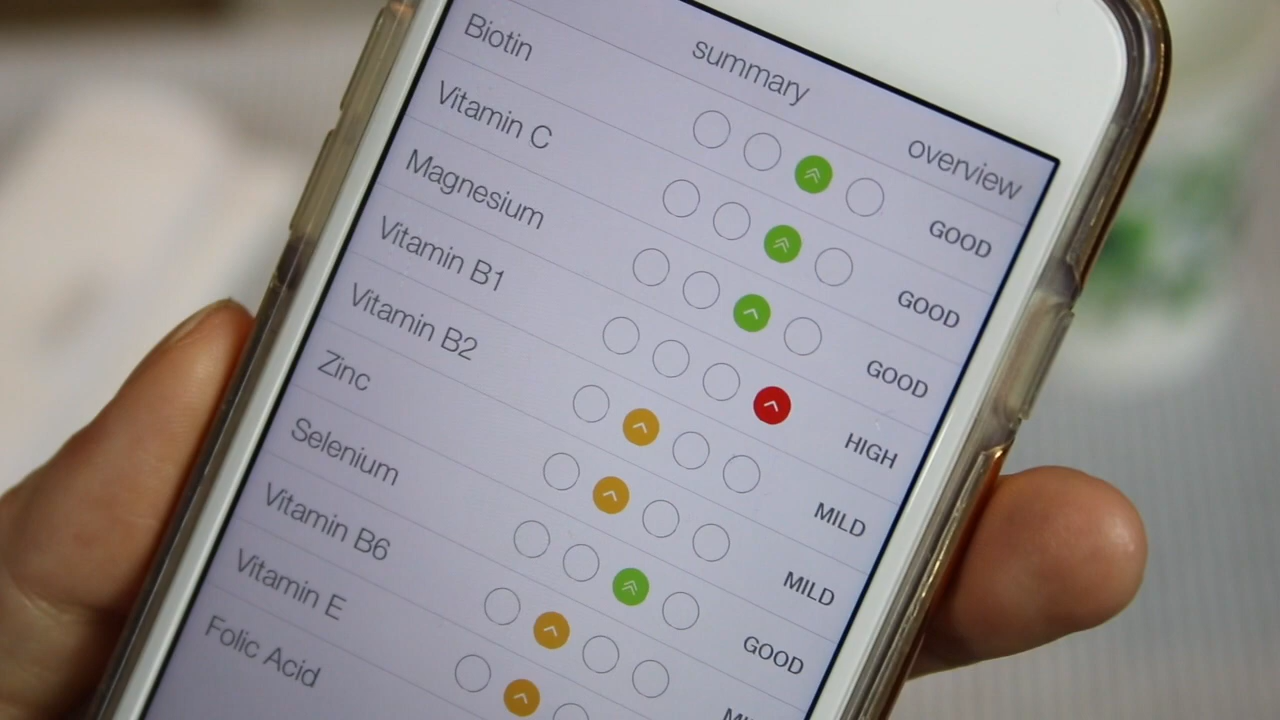 summary overview
Biotin GOOD
Vitamin C GOOD
Magnesium GOOD
Vitamin B1 HIGH
Vitamin B2 MILD
Zinc MILD
Selenium GOOD
Vitamin B6
Vitamin E
Folic Acid